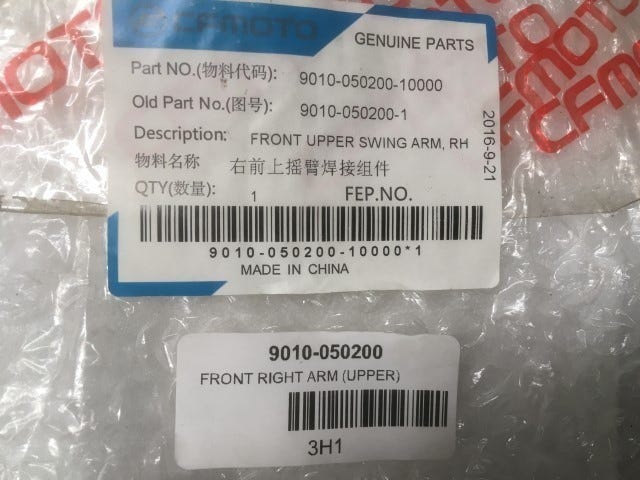 CFMOTO
CFMOTO
CFMOTO
GENUINE PARTS
Part NO.(物料代码): 9010-050200-10000
Old Part No.(图号): 9010-050200-1
Description: FRONT UPPER SWING ARM, RH
物料名称 右前上摇臂焊接组件
QTY(数量): 1 FEP.NO.
2016-9-21
9010-050200-10000*1
MADE IN CHINA
9010-050200
FRONT RIGHT ARM (UPPER)
3H1